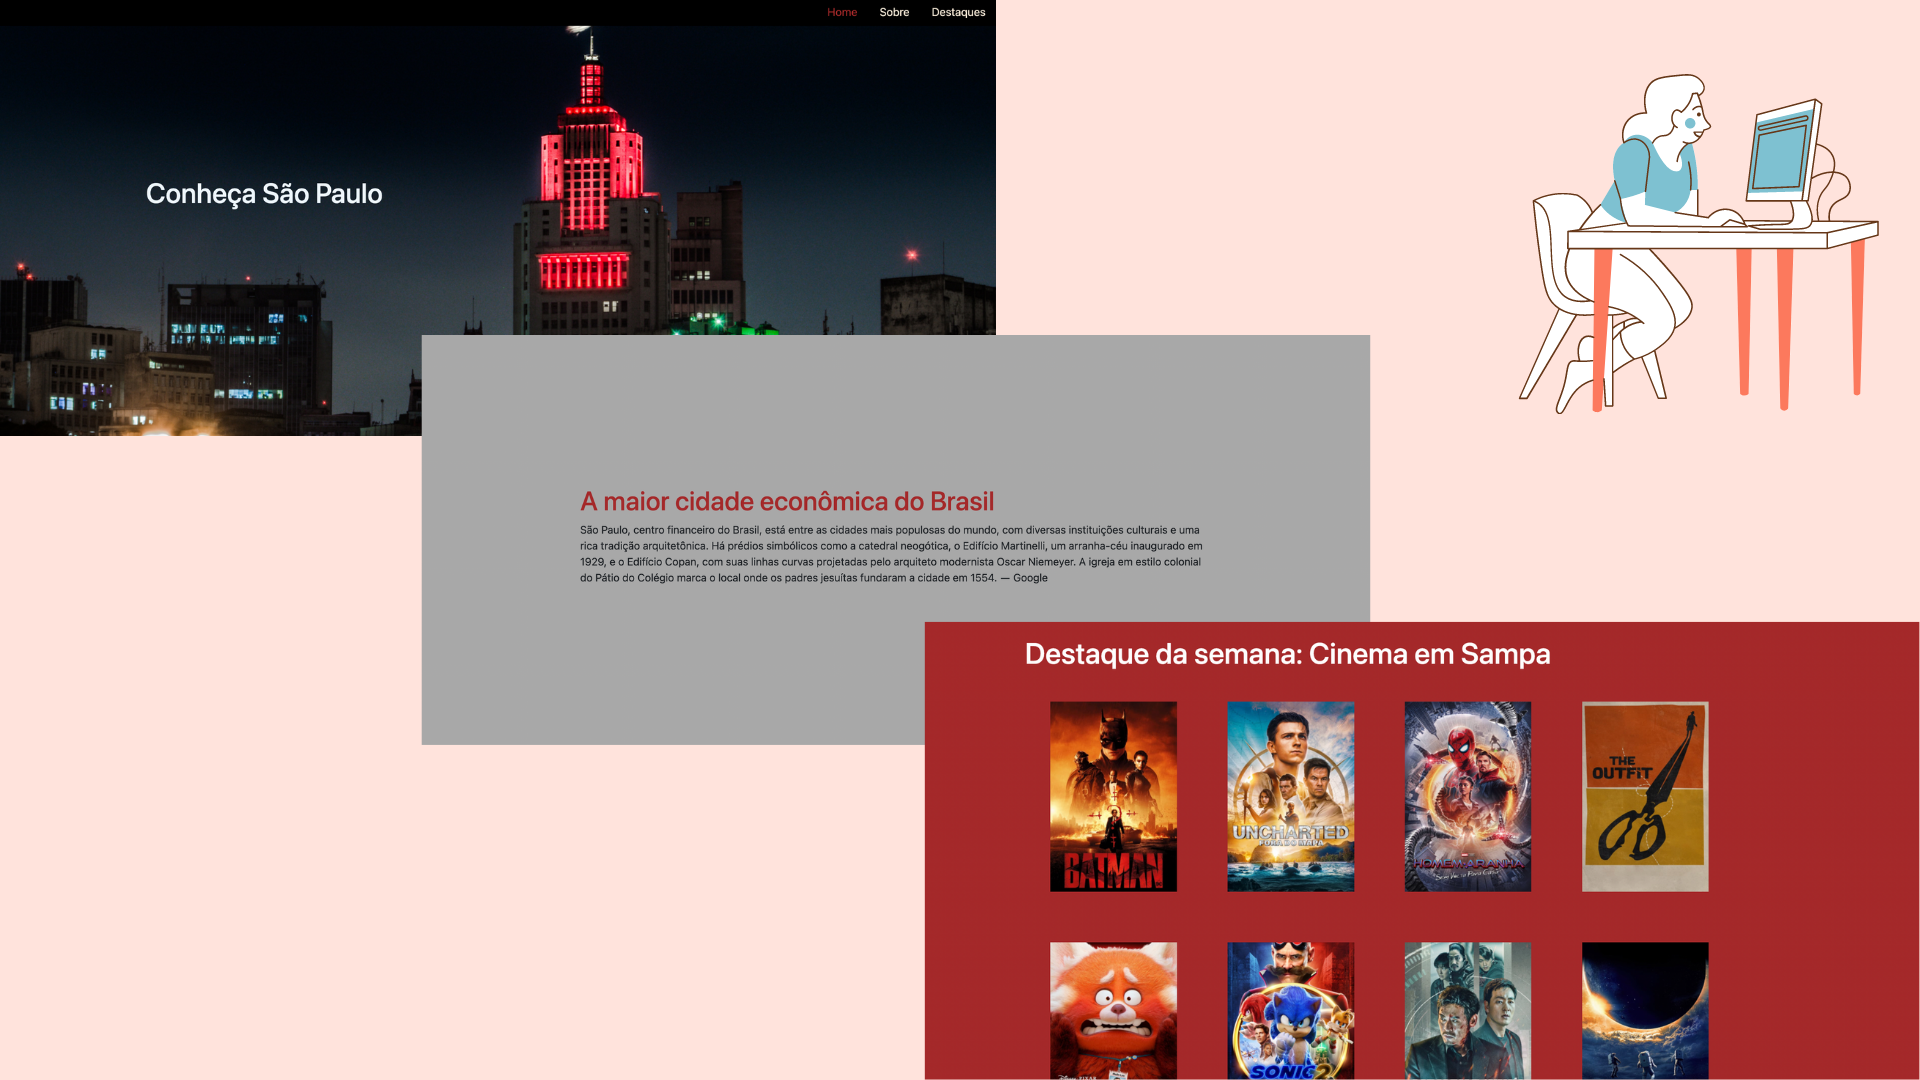 Home Sobre Destaques
Conheça São Paulo
A maior cidade econômica do Brasil
São Paulo, centro financeiro do Brasil, está entre as cidades mais populosas do mundo, com diversas instituições culturais e uma
rica tradição arquitetônica. Há prédios simbólicos como a catedral neogótica, o Edifício Martinelli, um arranha-céu inaugurado em
1929, e o Edifício Copan, com suas linhas curvas projetadas pelo arquiteto modernista Oscar Niemeyer. A igreja em estilo colonial
do Pátio do Colégio marca o local onde os padres jesuítas fundaram a cidade em 1554. — Google
Destaque da semana: Cinema em Sampa
BATMAN
UNCHARTED
FORA DO MAPA
HOMEM-ARANHA
Sem Volta Para Casa
THE
OUTFIT
SONIC 2